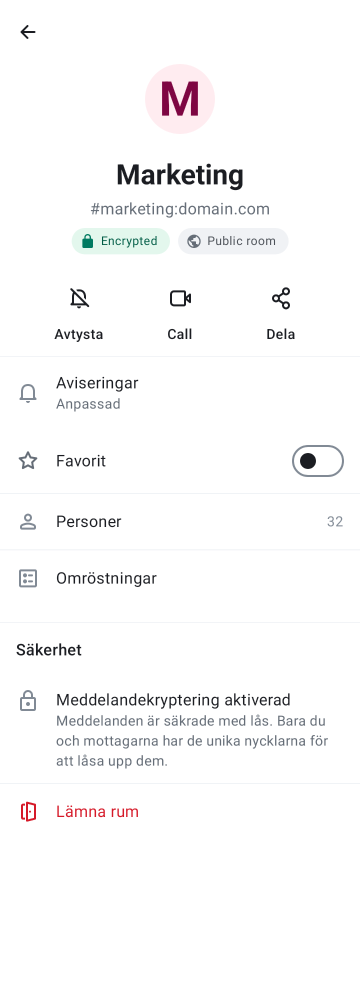 M
Marketing
#marketing:domain.com
Encrypted
Public room
Avtysta
Call
Dela
Aviseringar
Anpassad
Favorit
Personer
32
Omröstningar
Säkerhet
Meddelandekryptering aktiverad
Meddelanden är säkrade med lås. Bara du
och mottagarna har de unika nycklarna för
att låsa upp dem.
Lämna rum